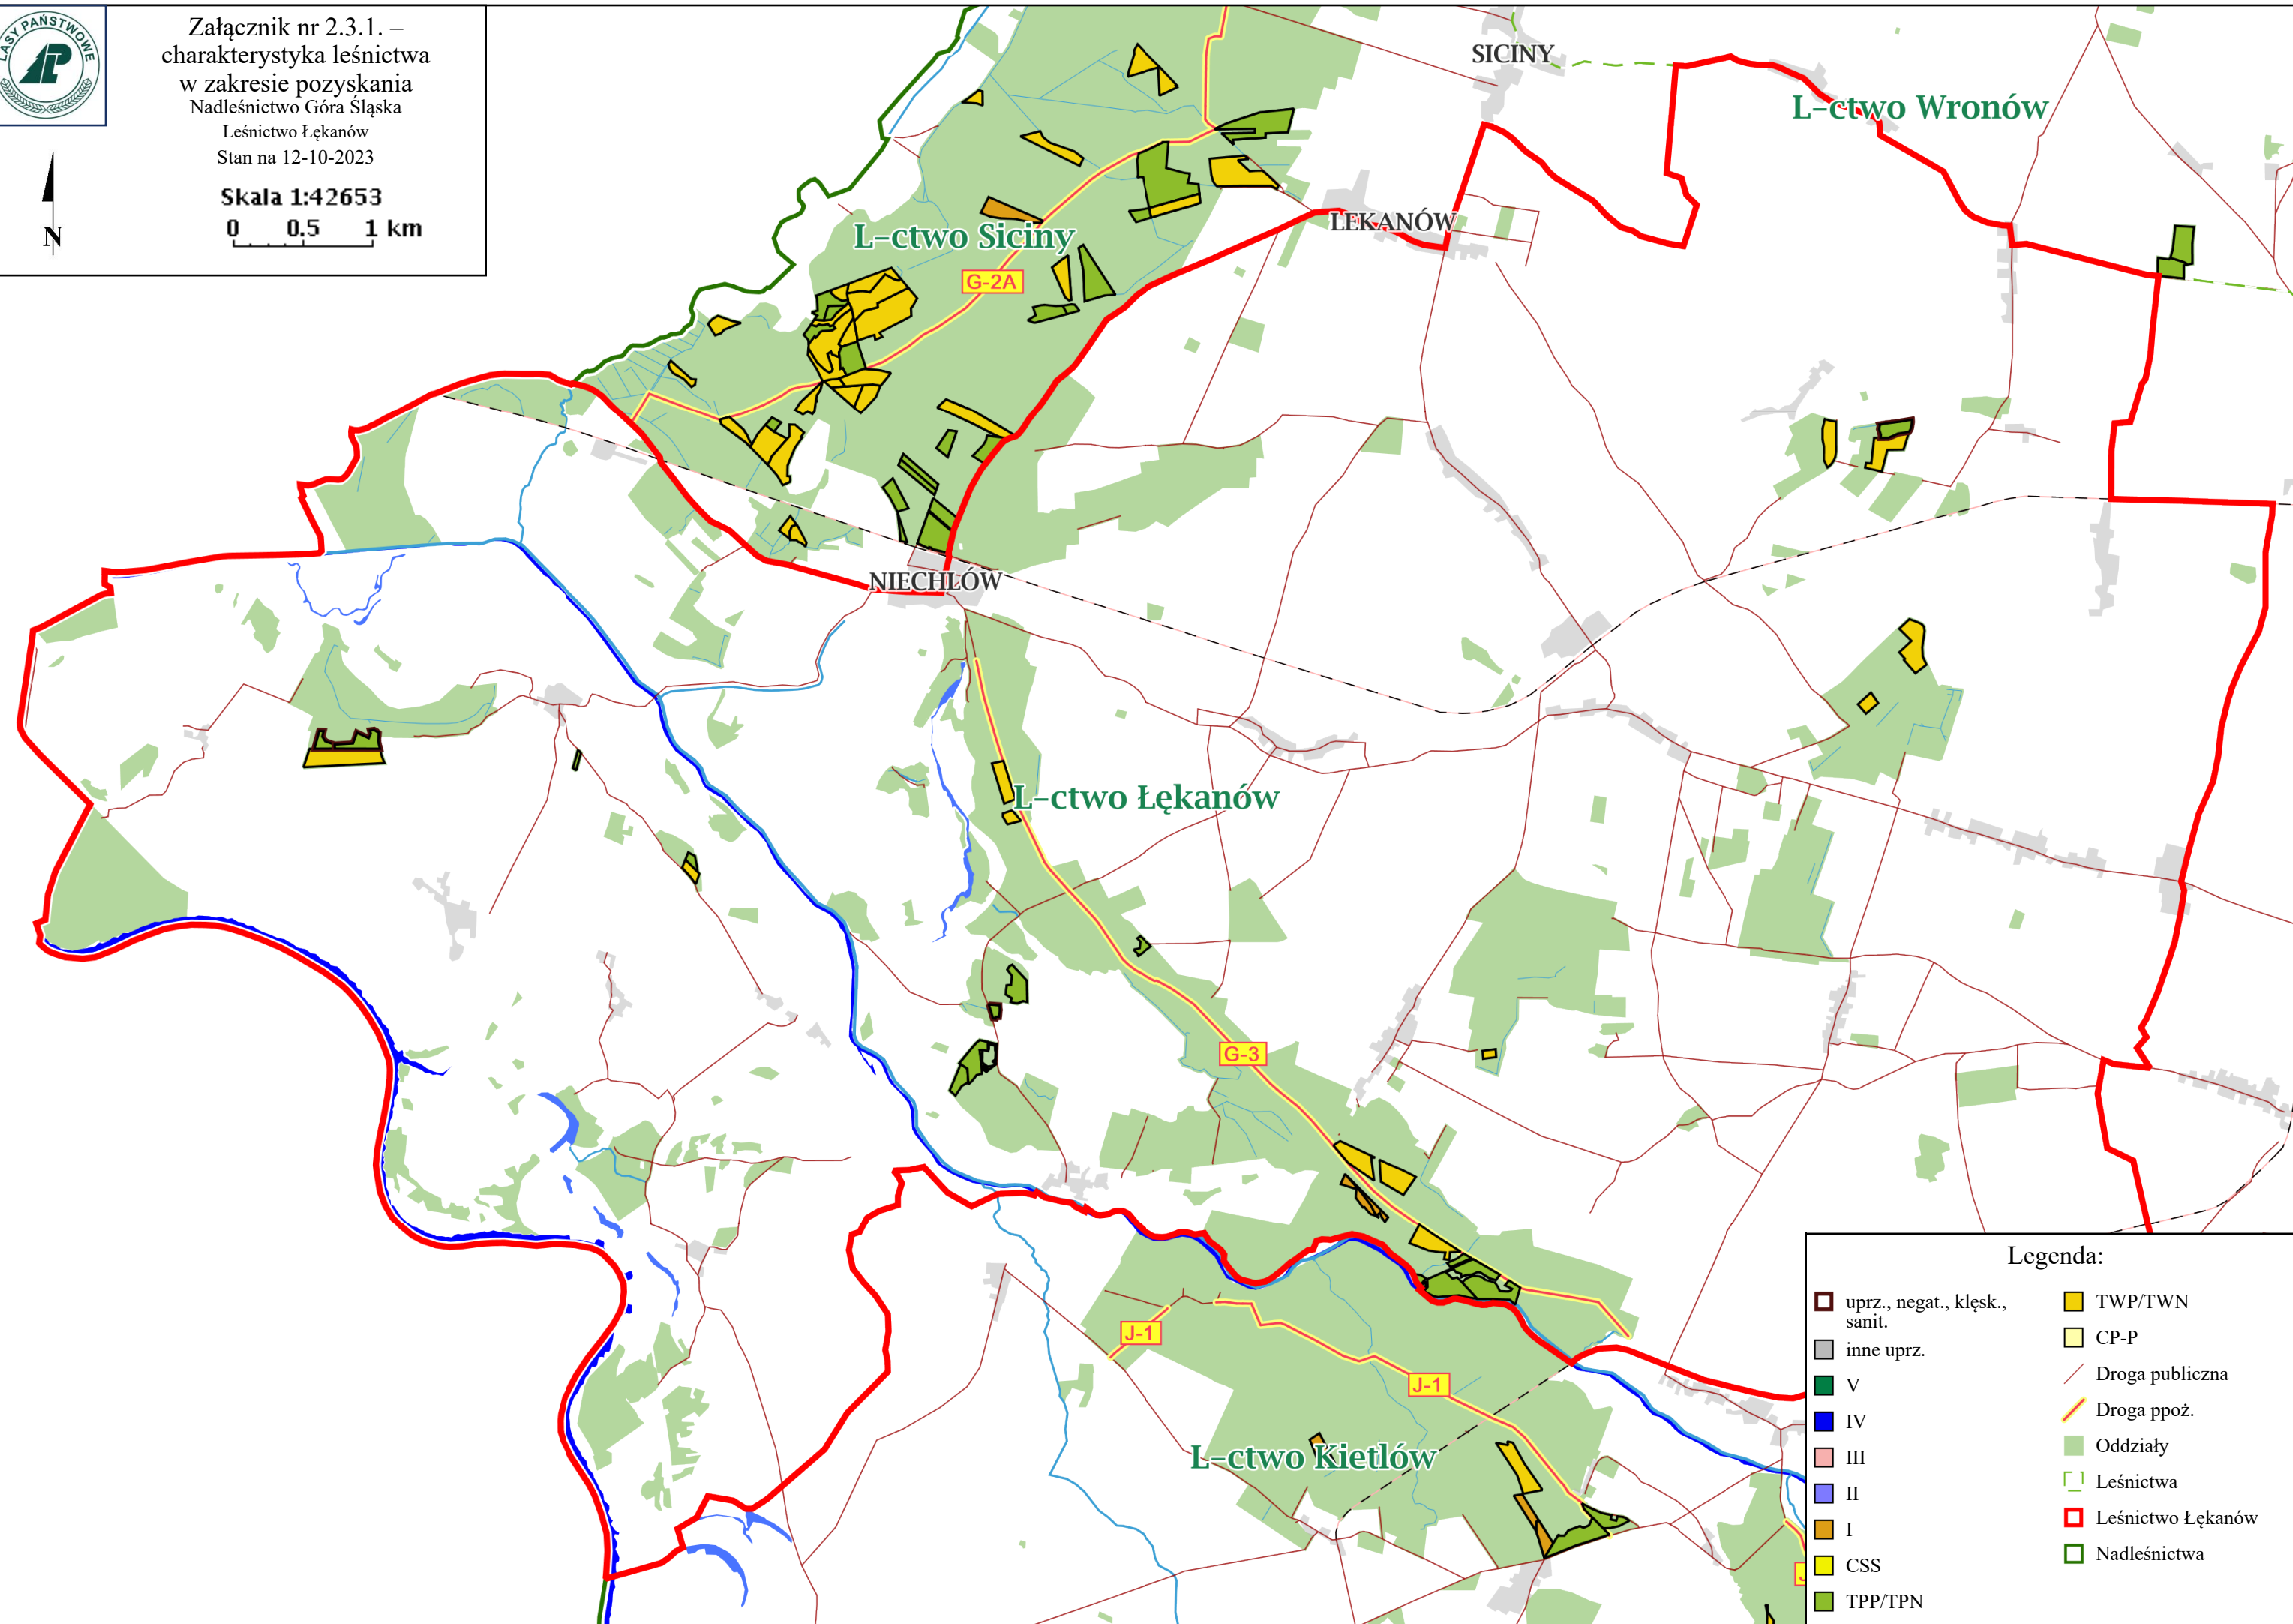 LASY PAŃSTWOWE
Załącznik nr 2.3.1. –
charakterystyka leśnictwa
w zakresie pozyskania
Nadleśnictwo Góra Śląska
Leśnictwo Łękanów
Stan na 12-10-2023
N
Skala 1:42653
0 0.5 1 km
SICINY
L-ctwo Wronów
LEKANÓW
L-ctwo Siciny
G-2A
NIECHLÓW
L-ctwo Łękanów
G-3
J-1
J-1
L-ctwo Kietlów
Legenda:
uprz., negat., klęsk.,
sanit.
inne uprz.
V
IV
III
II
I
CSS
TPP/TPN
TWP/TWN
CP-P
Droga publiczna
Droga ppoż.
Oddziały
Leśnictwa
Leśnictwo Łękanów
Nadleśnictwa